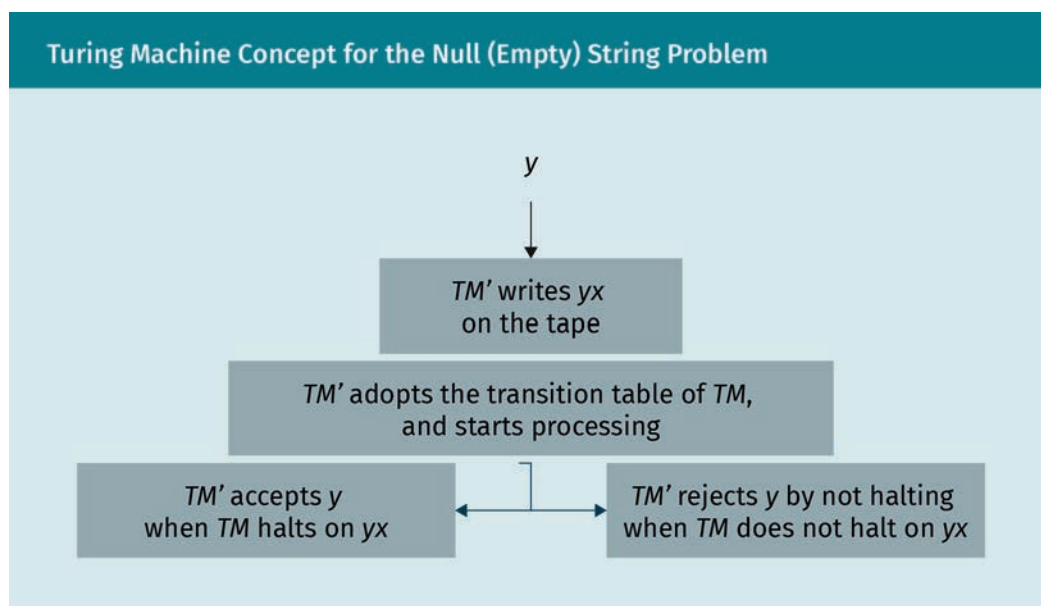 Turing Machine Concept for the Null (Empty) String Problem
y
TM’ writes yx
on the tape
TM’ adopts the transition table of TM,
and starts processing
TM’ accepts y
when TM halts on yx
TM’ rejects y by not halting
when TM does not halt on yx